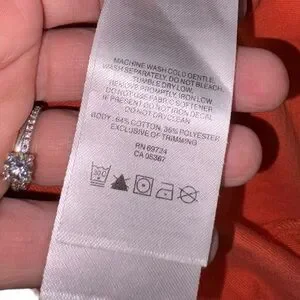 MACHINE WASH COLD GENTLE.
WASH SEPARATELY. DO NOT BLEACH.
TUMBLE DRY LOW.
REMOVE PROMPTLY. IRON LOW.
DO NOT USE FABRIC SOFTENER.
IF PRESENT DO NOT IRON DECAL
DO NOT DRYCLEAN
BODY : 64% COTTON, 36% POLYESTER
EXCLUSIVE OF TRIMMING
RN 69724
CA 05367